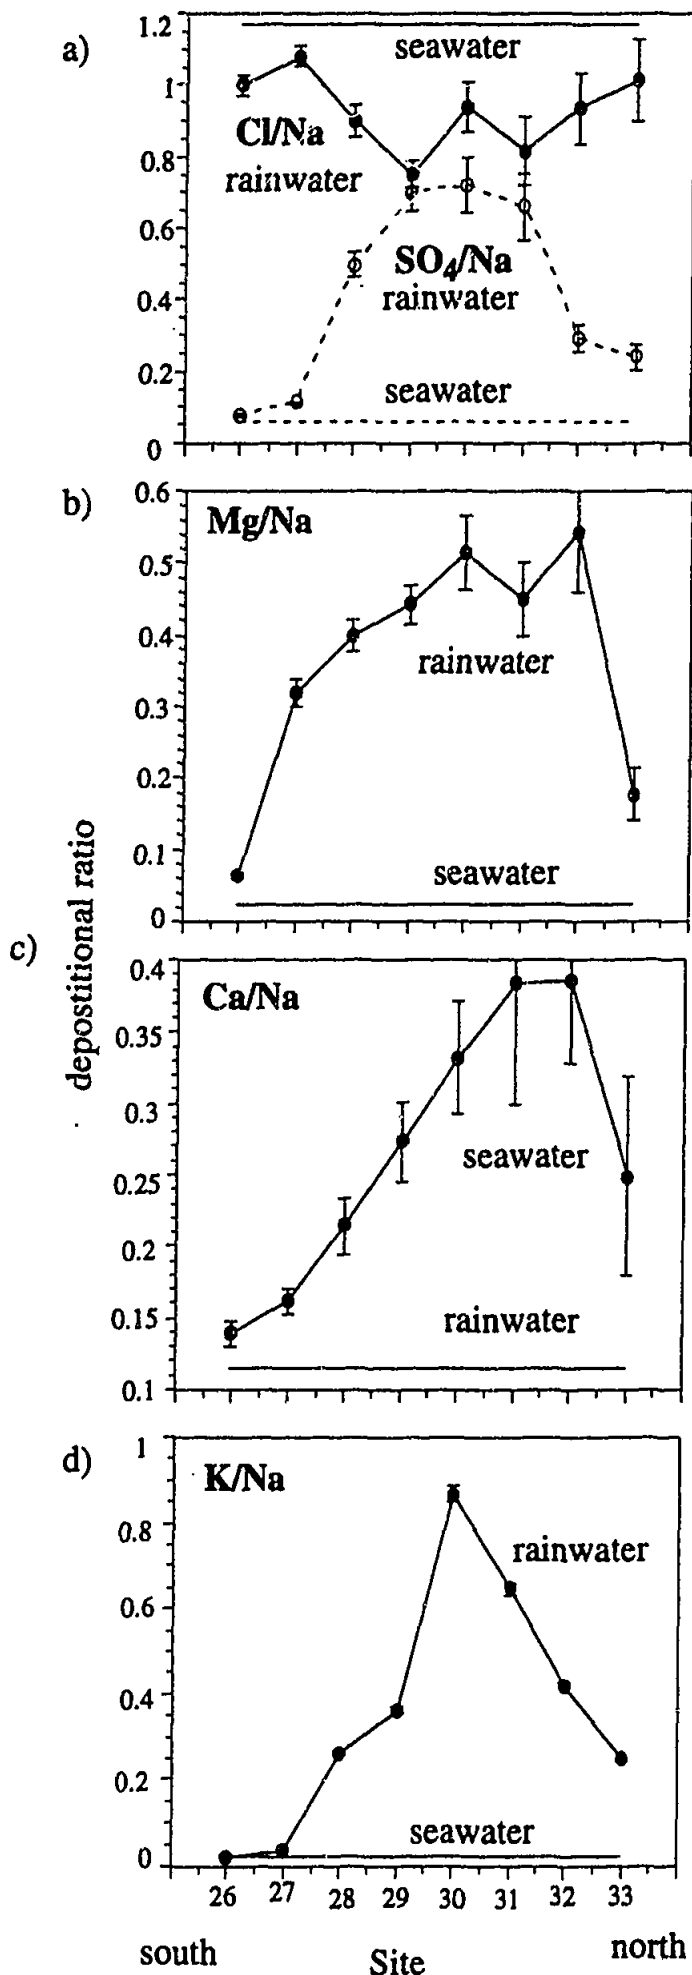 a)
1.2
1
0.8
0.6
0.4
0.2
0
seawater
Cl/Na
rainwater
SO4/Na
rainwater
seawater
b)
0.6
0.5
0.4
0.3
0.2
0.1
0
Mg/Na
rainwater
seawater
depostitional ratio
c)
0.4
0.35
0.3
0.25
0.2
0.15
0.1
Ca/Na
seawater
rainwater
d)
1
0.8
0.6
0.4
0.2
0
K/Na
rainwater
seawater
26 27 28 29 30 31 32 33
south Site north